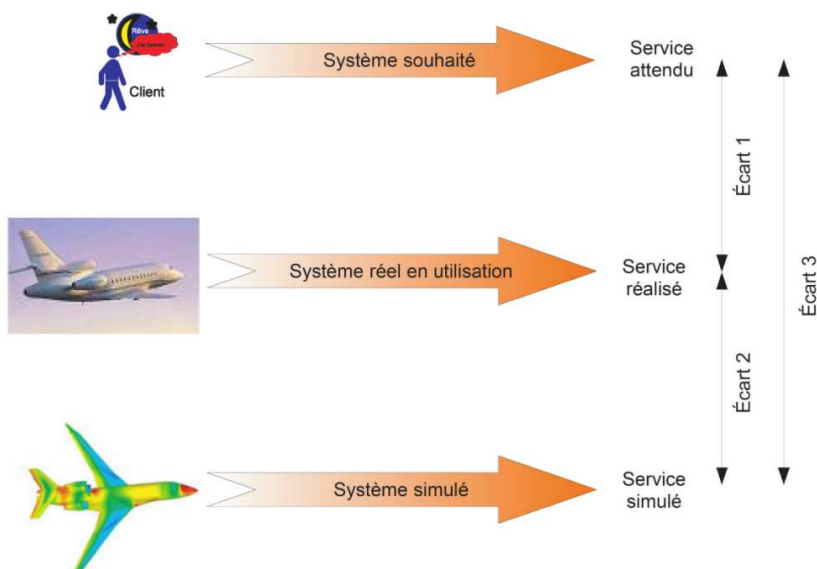 Rêve
Client
Système souhaité
Service
attendu
Écart 1
Système réel en utilisation
Service
réalisé
Écart 3
Écart 2
Système simulé
Service
simulé